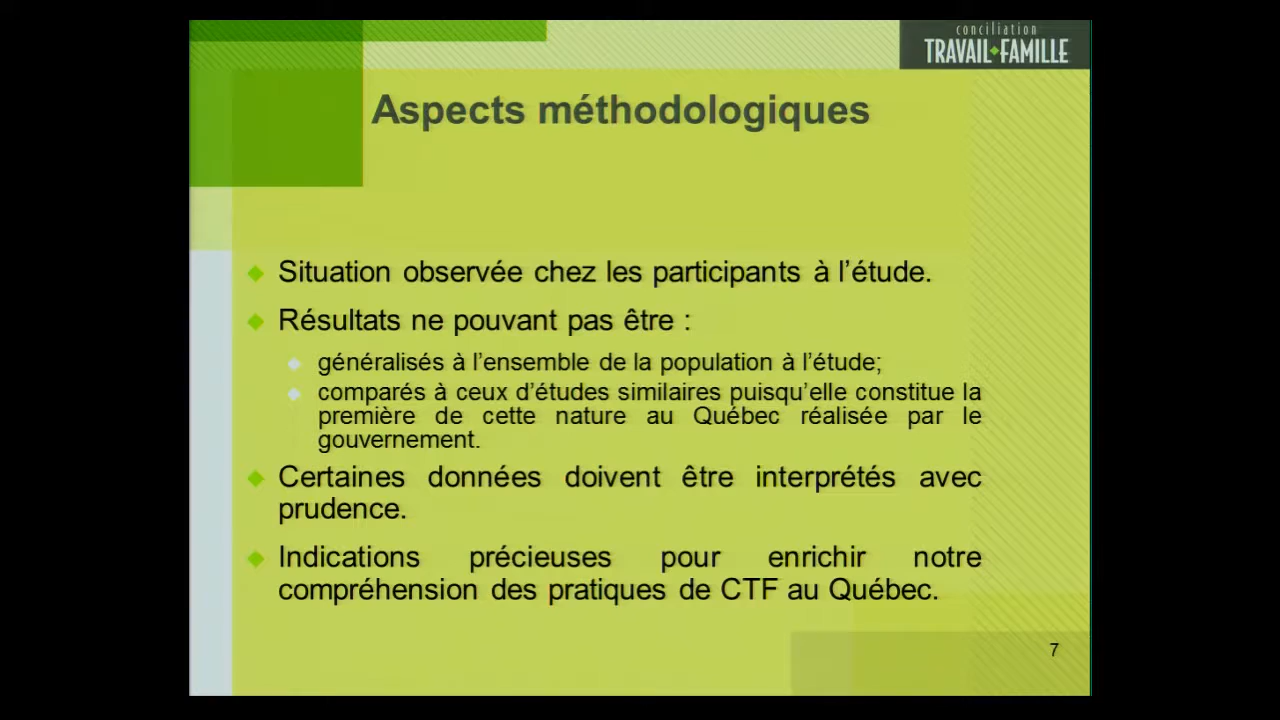 conciliation
TRAVAIL FAMILLE
Aspects méthodologiques
Situation observée chez les participants à l’étude.
Résultats ne pouvant pas être :
généralisés à l’ensemble de la population à l’étude;
comparés à ceux d’études similaires puisqu’elle constitue la
première de cette nature au Québec réalisée par le
gouvernement.
Certaines données doivent être interprétés avec
prudence.
Indications précieuses pour enrichir notre
compréhension des pratiques de CTF au Québec.
7